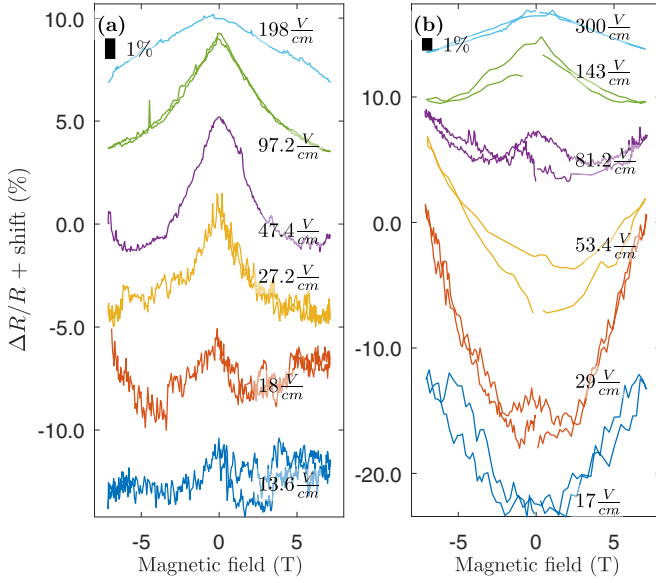 (a)
1%
10.0
5.0
0.0
-5.0
-10.0
198 V/cm
97.2 V/cm
47.4 V/cm
27.2 V/cm
18 V/cm
13.6 V/cm
-5
0
5
Magnetic field (T)
ΔR/R + shift (%)
(b)
1%
10.0
0.0
-10.0
-20.0
300 V/cm
143 V/cm
81.2 V/cm
53.4 V/cm
29 V/cm
17 V/cm
-5
0
5
Magnetic field (T)